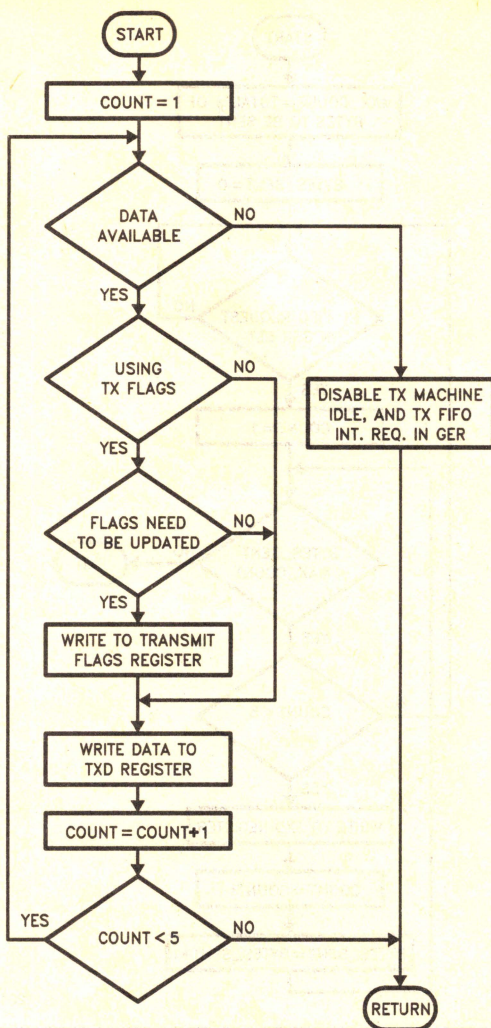 START
COUNT = 1
DATA
AVAILABLE
NO
YES
USING
TX FLAGS
NO
YES
DISABLE TX MACHINE
IDLE, AND TX FIFO
INT. REQ. IN GER
FLAGS NEED
TO BE UPDATED
NO
YES
WRITE TO TRANSMIT
FLAGS REGISTER
WRITE DATA TO
TXD REGISTER
COUNT = COUNT+1
YES
COUNT < 5
NO
RETURN